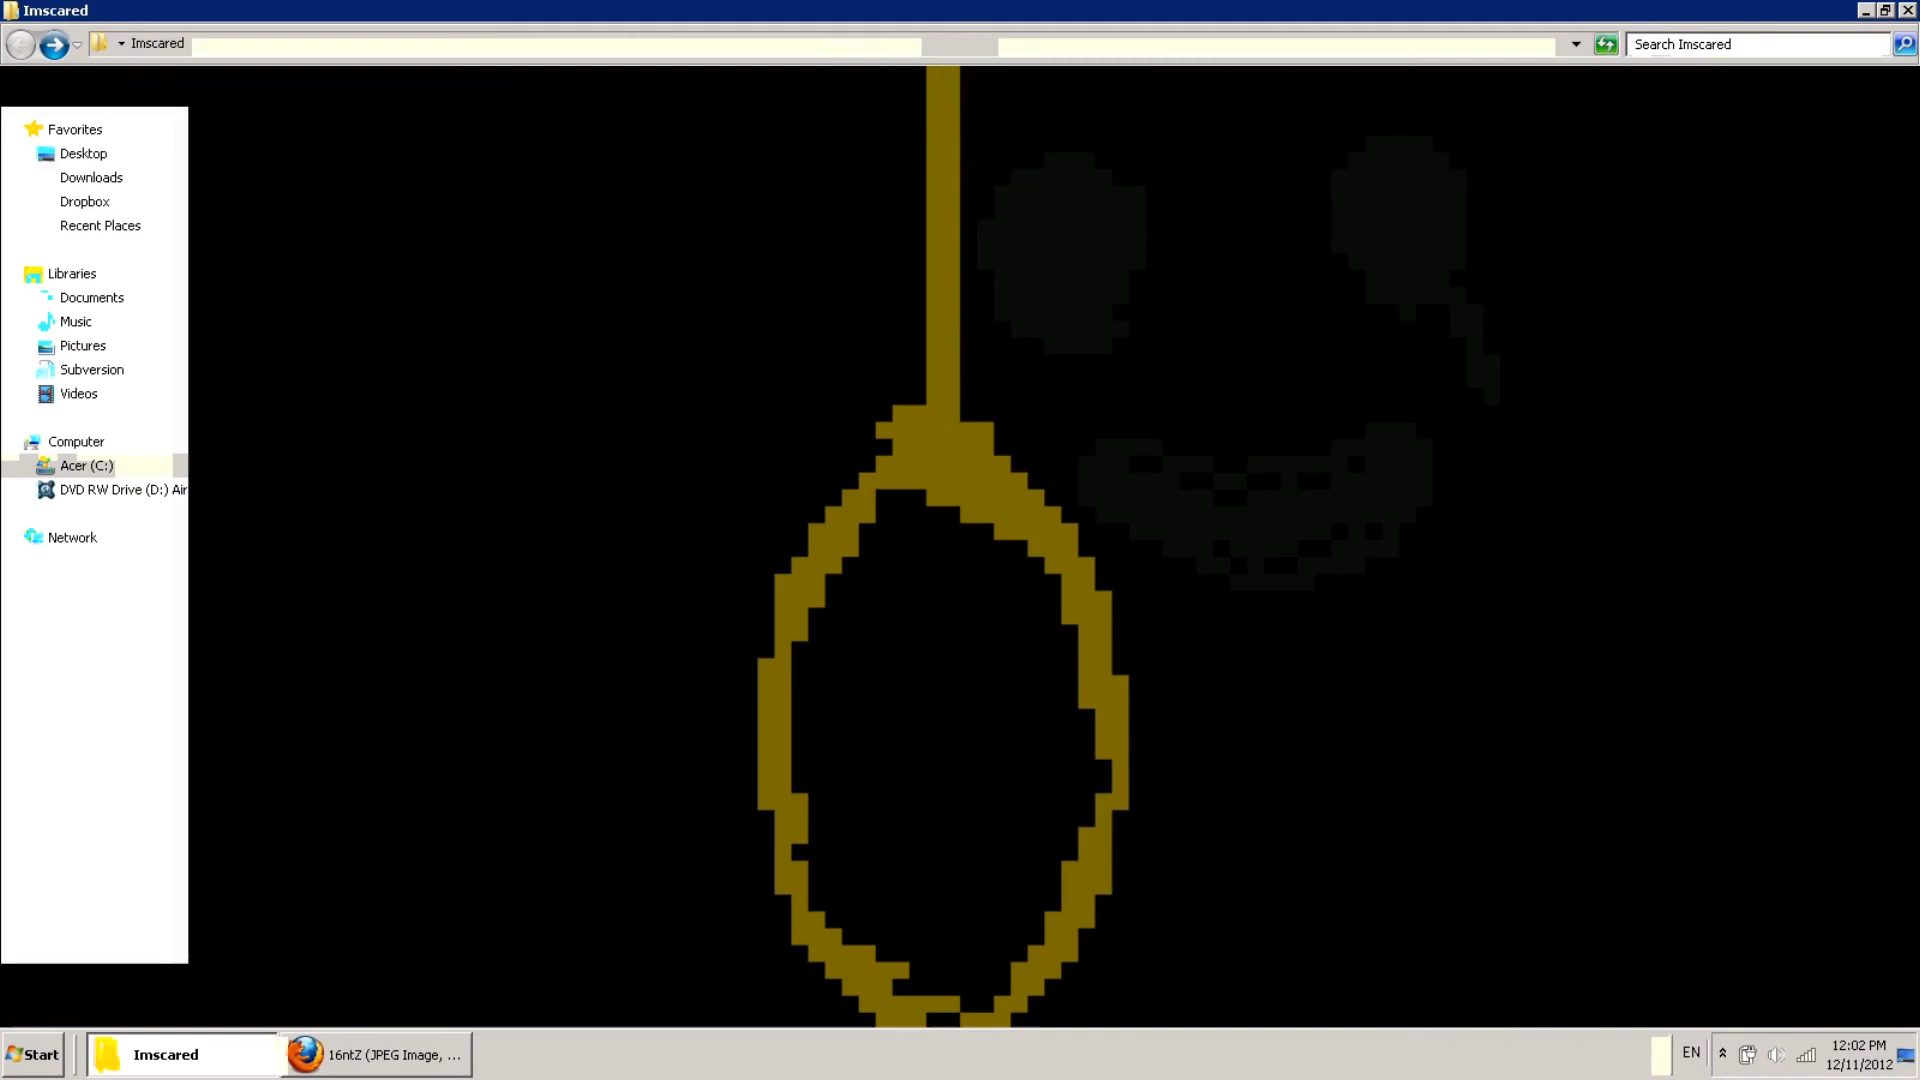 Imscared
Imscared
Search Imscared
Favorites
Desktop
Downloads
Dropbox
Recent Places
Libraries
Documents
Music
Pictures
Subversion
Videos
Computer
Acer (C:)
DVD RW Drive (D:) Air
Network
Start
Imscared
16ntZ (JPEG Image, ...
EN
12:02 PM
12/11/2012